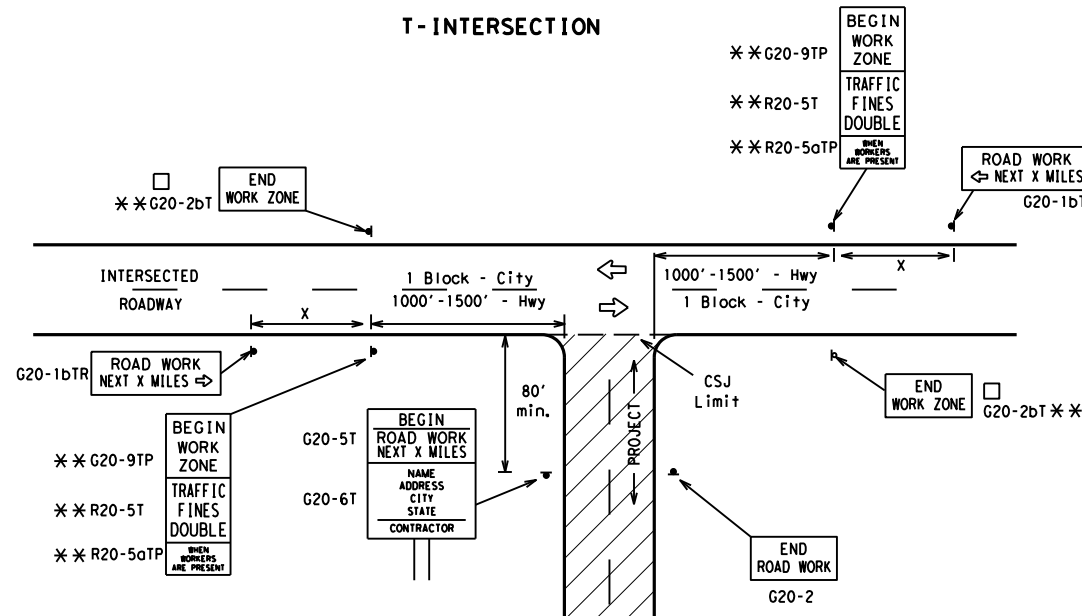 T-INTERSECTION
BEGIN
WORK
ZONE
TRAFFIC
FINES
DOUBLE
WHEN
WORKERS
ARE PRESENT
**G20-9TP
**R20-5T
**R20-5aTP
ROAD WORK
⇦ NEXT X MILES
G20-1bT
END
WORK ZONE
□
**G20-2bT
INTERSECTED
ROADWAY
1 Block - City
1000'-1500' - Hwy
X
1000'-1500' - Hwy
1 Block - City
X
G20-1bTR
ROAD WORK
NEXT X MILES ⇨
80'
min.
CSJ
Limit
PROJECT
END
WORK ZONE
□
G20-2bT **
BEGIN
WORK
ZONE
TRAFFIC
FINES
DOUBLE
WHEN
WORKERS
ARE PRESENT
**G20-9TP
**R20-5T
**R20-5aTP
G20-5T
BEGIN
ROAD WORK
NEXT X MILES
G20-6T
NAME
ADDRESS
CITY
STATE
CONTRACTOR
END
ROAD WORK
G20-2